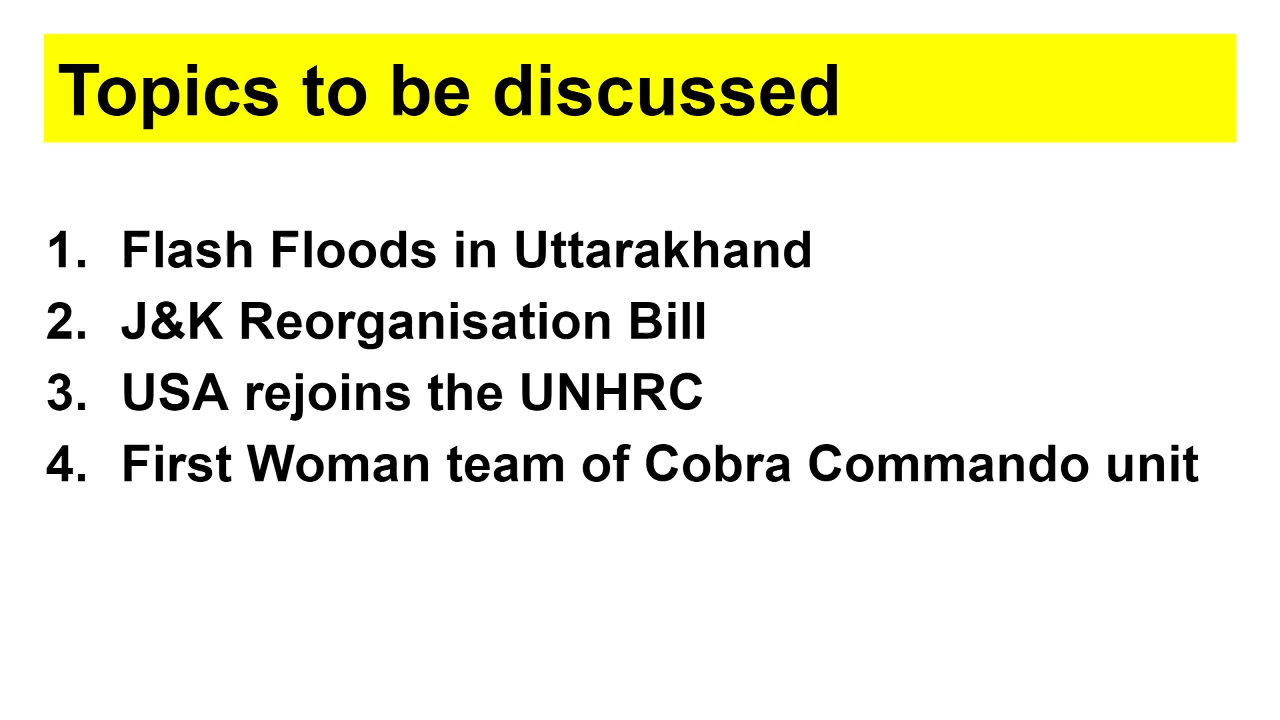 Topics to be discussed
1. Flash Floods in Uttarakhand
2. J&K Reorganisation Bill
3. USA rejoins the UNHRC
4. First Woman team of Cobra Commando unit